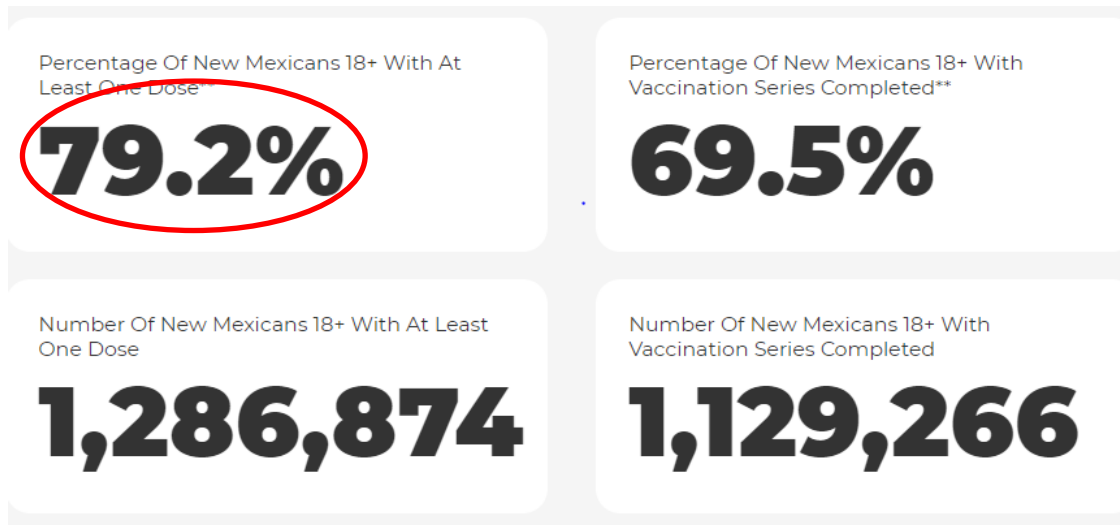 Percentage Of New Mexicans 18+ With At
Least One Dose**
79.2%
Percentage Of New Mexicans 18+ With
Vaccination Series Completed**
69.5%
Number Of New Mexicans 18+ With At Least
One Dose
1,286,874
Number Of New Mexicans 18+ With
Vaccination Series Completed
1,129,266